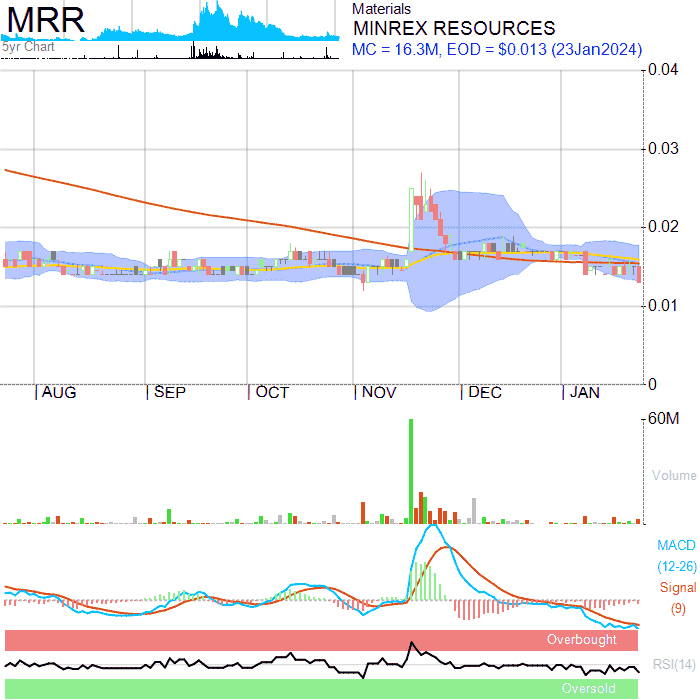 MRR
5yr Chart
Materials
MINREX RESOURCES
MC = 16.3M, EOD = $0.013 (23Jan2024)
0.04
0.03
0.02
0.01
0
AUG SEP OCT NOV DEC JAN
60M
Volume
MACD
(12-26)
Signal
(9)
Overbought
RSI(14)
Oversold